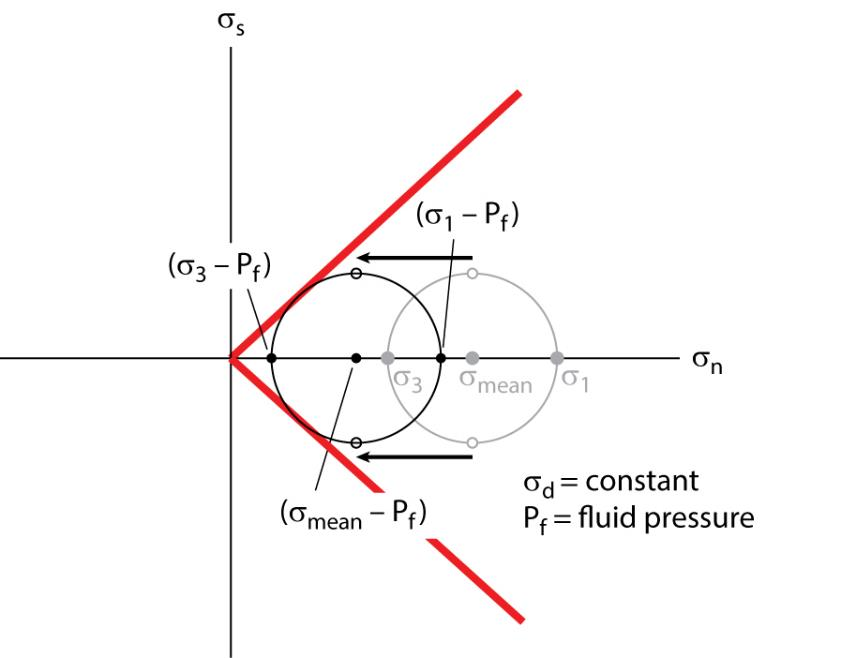 σs
(σ1 – Pf)
(σ3 – Pf)
σn
σ3
σmean
σ1
σd = constant
(σmean – Pf)
Pf = fluid pressure